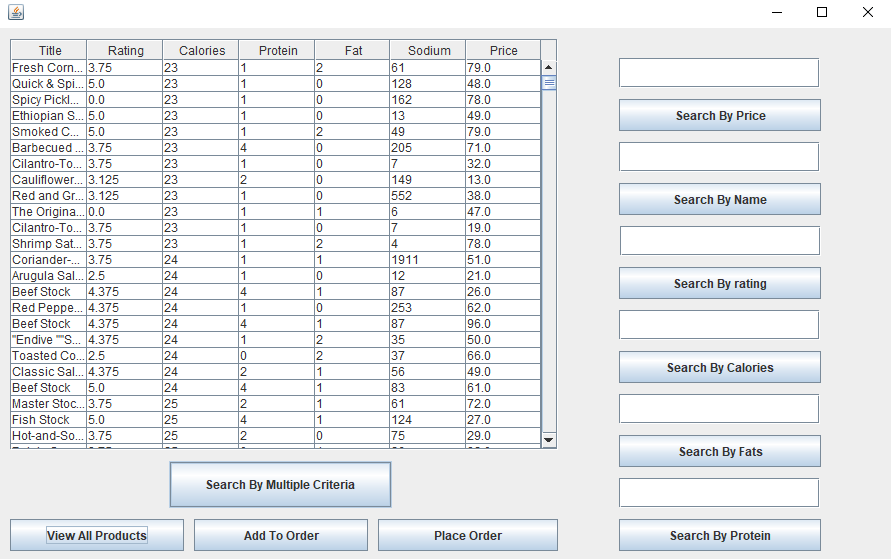 Title Rating Calories Protein Fat Sodium Price
Fresh Corn... 3.75 23 1 2 61 79.0
Quick & Spi... 5.0 23 1 0 128 48.0
Spicy Pickl... 0.0 23 1 0 162 78.0
Ethiopian S... 5.0 23 1 0 13 49.0
Smoked C... 5.0 23 1 2 49 79.0
Barbecued ... 3.75 23 4 0 205 71.0
Cilantro-To... 3.75 23 1 0 7 32.0
Cauliflower... 3.125 23 2 0 149 13.0
Red and Gr... 3.125 23 1 0 552 38.0
The Origina... 0.0 23 1 1 6 47.0
Cilantro-To... 3.75 23 1 0 7 19.0
Shrimp Sat... 3.75 23 1 2 4 78.0
Coriander-... 3.75 24 1 1 1911 51.0
Arugula Sal... 2.5 24 1 0 12 21.0
Beef Stock 4.375 24 4 1 87 26.0
Red Peppe... 4.375 24 1 0 253 62.0
Beef Stock 4.375 24 4 1 87 96.0
"Endive ""S... 4.375 24 1 2 35 50.0
Toasted Co... 2.5 24 0 2 37 66.0
Classic Sal... 4.375 24 2 1 56 49.0
Beef Stock 5.0 24 4 1 83 61.0
Master Stoc... 3.75 25 2 1 61 72.0
Fish Stock 5.0 25 4 1 124 27.0
Hot-and-So... 3.75 25 2 0 75 29.0
Search By Multiple Criteria
View All Products Add To Order Place Order
Search By Price
Search By Name
Search By rating
Search By Calories
Search By Fats
Search By Protein